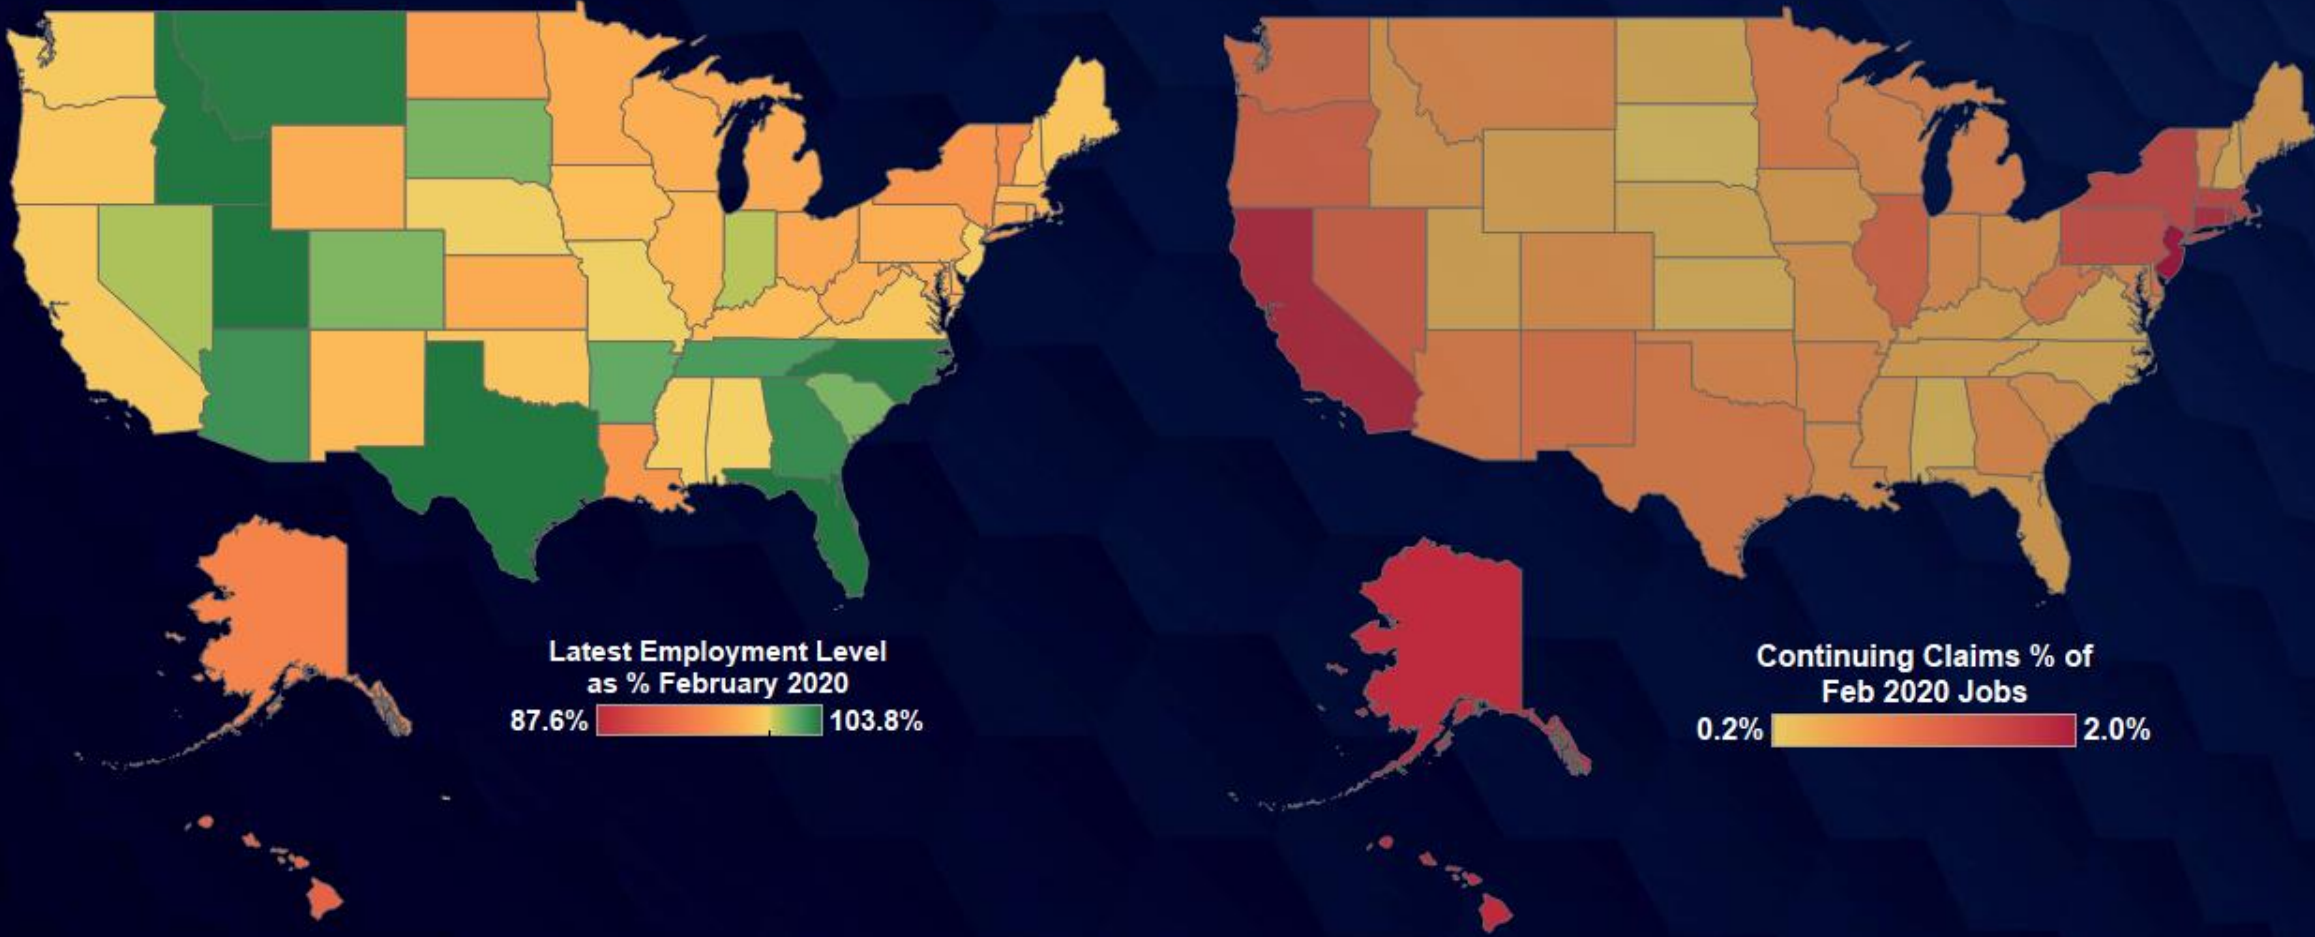 Latest Employment Level
as % February 2020
87.6% 103.8%
Continuing Claims % of
Feb 2020 Jobs
0.2% 2.0%